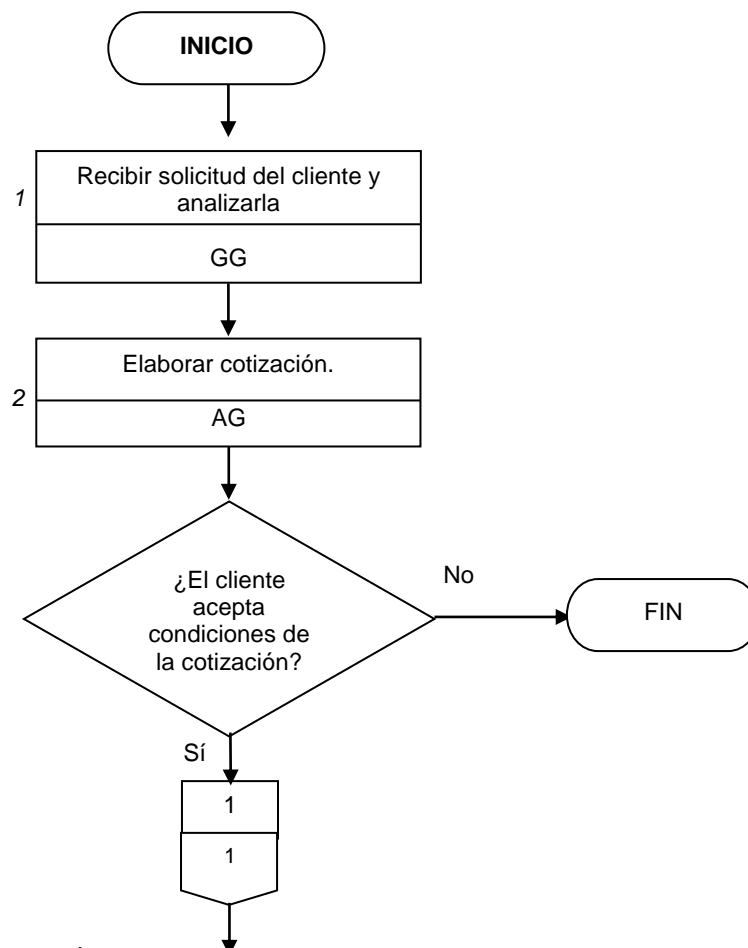 INICIO
1
Recibir solicitud del cliente y
analizarla
GG
2
Elaborar cotización.
AG
¿El cliente
acepta
condiciones de
la cotización?
No
FIN
Sí
1
1